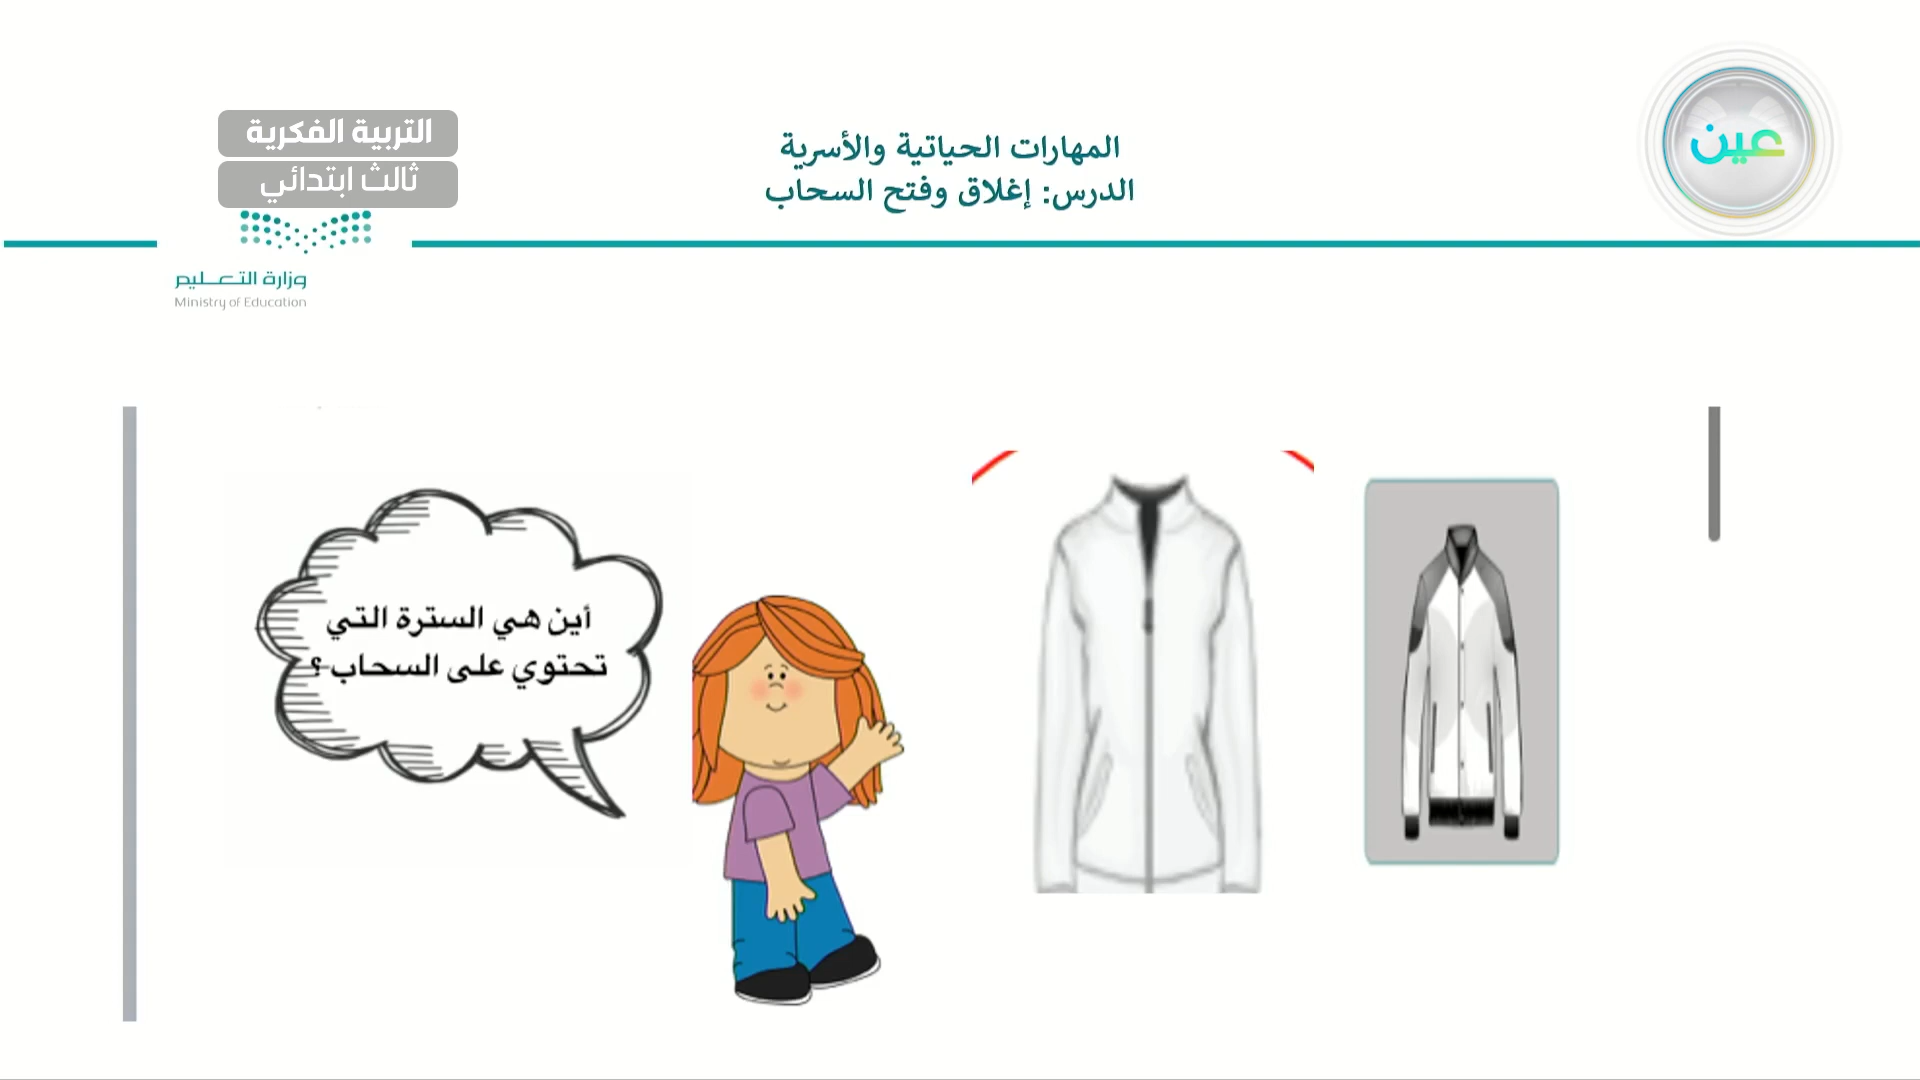 عين
المهارات الحياتية والأسرية
الدرس: إغلاق وفتح السحاب
التربية الفكرية
ثالث ابتدائي
وزارة التعليم
Ministry of Education
أين هي السترة التي
تحتوي على السحاب ؟